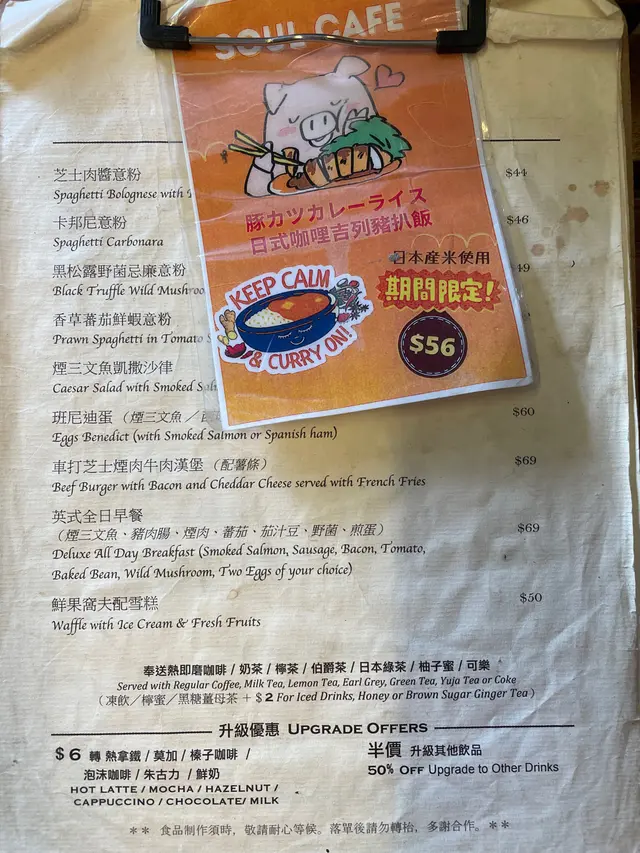 SOUL CAFE
豚カツカレーライス
日式咖哩吉列豬扒飯
日本産米使用
期間限定!
$56
KEEP CALM
& CURRY ON!
芝士肉醬意粉 $44
Spaghetti Bolognese with
卡邦尼意粉 $46
Spaghetti Carbonara
黑松露野菌忌廉意粉 49
Black Truffle Wild
香草蕃茄鮮蝦意粉
Prawn Spaghetti in Tomato
煙三文魚凱撒沙律
Caesar Salad with Smoked
班尼迪蛋(煙三文魚/ $60
Eggs Benedict (with Smoked Salmon or Spanish ham)
車打芝士煙肉牛肉漢堡(配薯條) $69
Beef Burger with Bacon and Cheddar Cheese served with French Fries
英式全日早餐
(煙三文魚、豬肉腸、煙肉、蕃茄、茄汁豆、野菌、煎蛋) $69
Deluxe All Day Breakfast (Smoked Salmon, Sausage, Bacon, Tomato,
Baked Bean, Wild Mushroom, Two Eggs of your choice)
鮮果窩夫配雪糕 $50
Waffle with Ice Cream & Fresh Fruits
奉送熱即磨咖啡 / 奶茶 / 檸茶 / 伯爵茶 / 日本綠茶 / 柚子蜜 / 可樂
Served with Regular Coffee, Milk Tea, Lemon Tea, Earl Grey, Green Tea, Yuja Tea or Coke
(凍飲/檸蜜/黑糖薑母茶 + $2 For Iced Drinks, Honey or Brown Sugar Ginger Tea)
升級優惠 UPGRADE OFFERS
$6 轉 熱拿鐵 / 莫加 / 榛子咖啡 /
泡沫咖啡 / 朱古力 / 鮮奶
HOT LATTE / MOCHA / HAZELNUT /
CAPPUCCINO / CHOCOLATE/ MILK
半價 升級其他飲品
50% OFF Upgrade to Other Drinks
** 食品制作須時,敬請耐心等候。落單後請勿轉枱,多謝合作。**